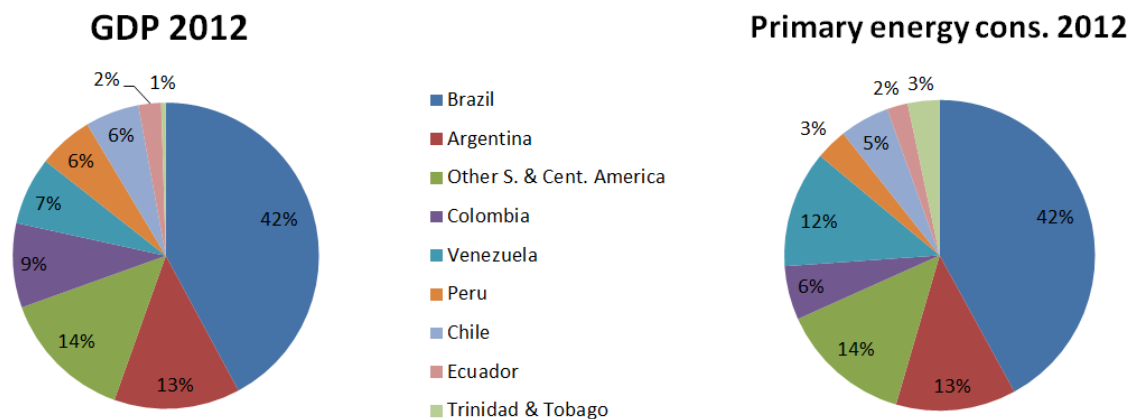 GDP 2012
2%
1%
6%
6%
7%
9%
14%
13%
42%
Brazil
Argentina
Other S. & Cent. America
Colombia
Venezuela
Peru
Chile
Ecuador
Trinidad & Tobago
Primary energy cons. 2012
2%
3%
3%
5%
12%
6%
14%
13%
42%